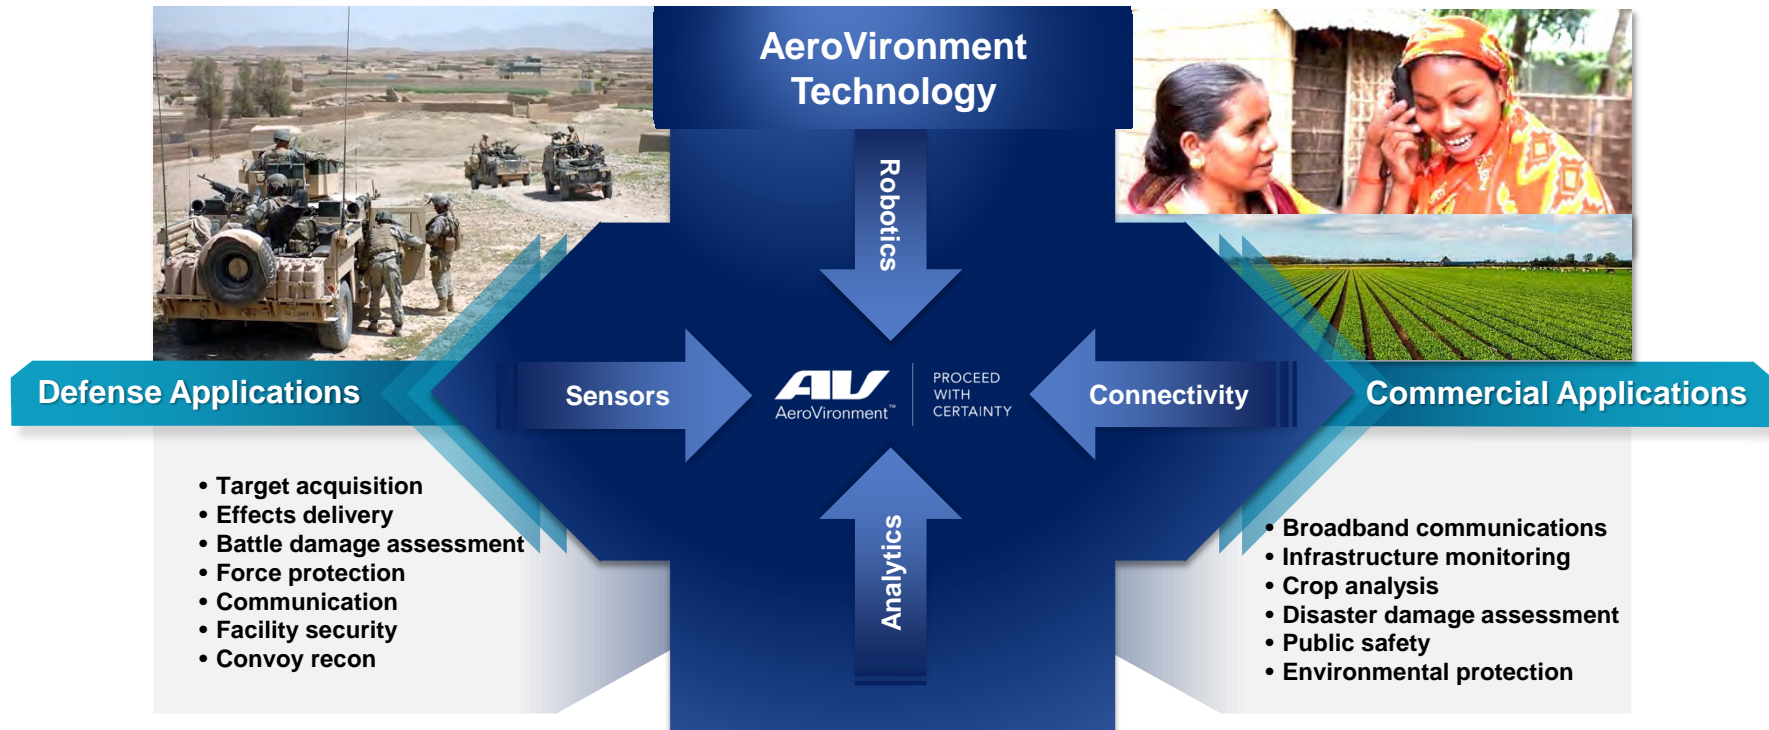 AeroVironment
Technology
Robotics
Defense Applications
Sensors
AV
AeroVironment™
PROCEED
WITH
CERTAINTY
Connectivity
Commercial Applications
Analytics
• Target acquisition
• Effects delivery
• Battle damage assessment
• Force protection
• Communication
• Facility security
• Convoy recon
• Broadband communications
• Infrastructure monitoring
• Crop analysis
• Disaster damage assessment
• Public safety
• Environmental protection